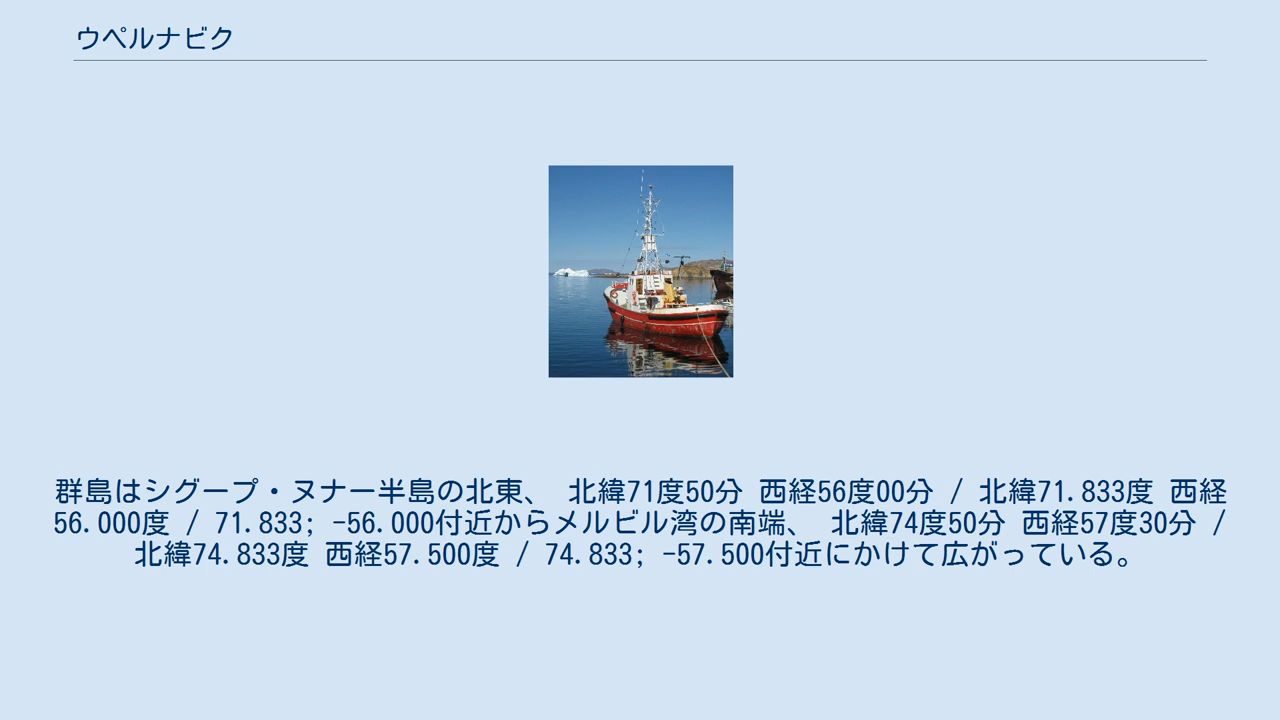 ウペルナビク
群島はシグープ・ヌナー半島の北東、 北緯71度50分 西経56度00分 / 北緯71.833度 西経
56.000度 / 71.833; -56.000付近からメルビル湾の南端、 北緯74度50分 西経57度30分 /
北緯74.833度 西経57.500度 / 74.833; -57.500付近にかけて広がっている。